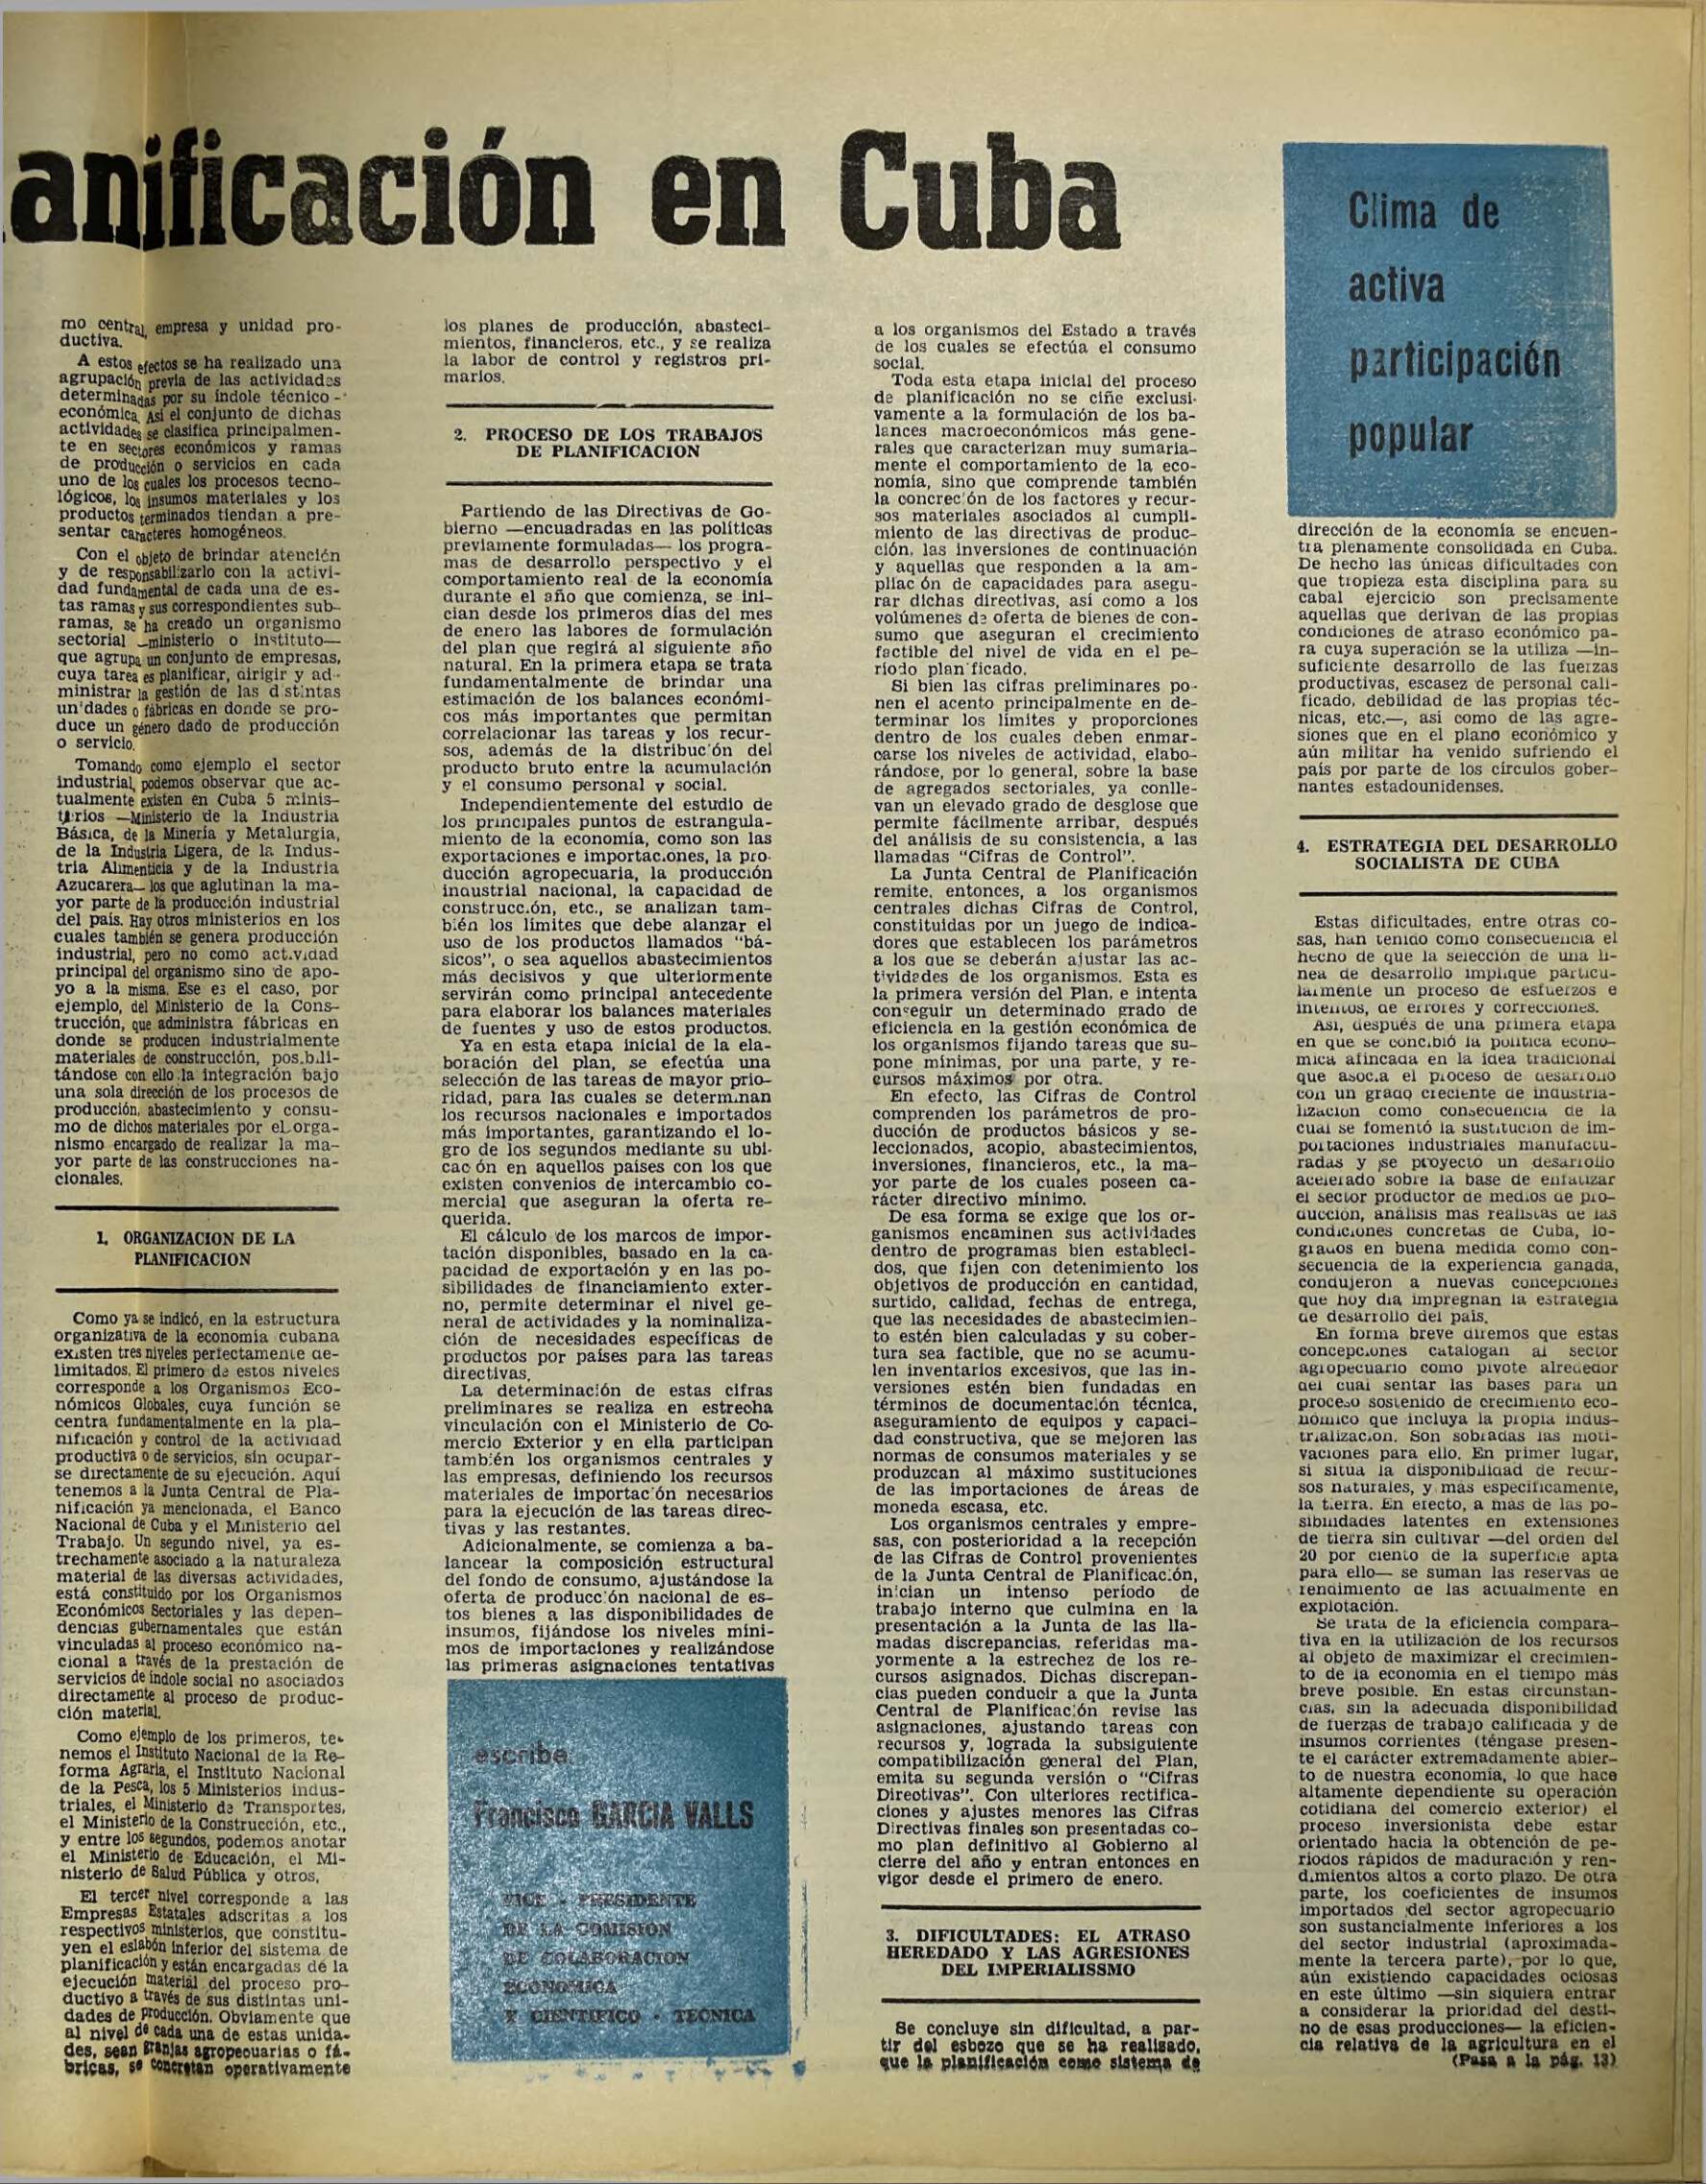 anificación en Cuba
mo central, empresa y unidad pro-
ductiva.
A estos efectos se ha realizado una
agrupación previa de las actividades
determinadas por su índole técnico -
económica. Así el conjunto de dichas
actividades se clasifica principalmen-
te en sectores económicos y ramas
de producción o servicios en cada
uno de los cuales los procesos tecno-
lógicos, los insumos materiales y los
productos terminados tiendan a pre-
sentar caracteres homogéneos.
Con el objeto de brindar atención
y de responsabilizarlo con la activi-
dad fundamental de cada una de es-
tas ramas y sus correspondientes sub-
ramas, se ha creado un organismo
sectorial —ministerio o instituto—
que agrupa un conjunto de empresas,
cuya tarea es planificar, dirigir y ad-
ministrar la gestión de las distintas
unidades o fábricas en donde se pro-
duce un género dado de producción
o servicio.
Tomando como ejemplo el sector
industrial, podemos observar que ac-
tualmente existen en Cuba 5 minis-
terios —Ministerio de la Industria
Básica, de la Minería y Metalurgia,
de la Industria Ligera, de la Indus-
tria Alimenticia y de la Industria
Azucarera— los que aglutinan la ma-
yor parte de la producción industrial
del país. Hay otros ministerios en los
cuales también se genera producción
industrial, pero no como actividad
principal del organismo sino de apo-
yo a la misma. Ese es el caso, por
ejemplo, del Ministerio de la Cons-
trucción, que administra fábricas en
donde se producen industrialmente
materiales de construcción, posibili-
tándose con ello la integración bajo
una sola dirección de los procesos de
producción, abastecimiento y consu-
mo de dichos materiales por el orga-
nismo encargado de realizar la ma-
yor parte de las construcciones na-
cionales.
1. ORGANIZACION DE LA
PLANIFICACION
Como ya se indicó, en la estructura
organizativa de la economía cubana
existen tres niveles perfectamente de-
limitados. El primero de estos niveles
corresponde a los Organismos Eco-
nómicos Globales, cuya función se
centra fundamentalmente en la pla-
nificación y control de la actividad
productiva o de servicios, sin ocupar-
se directamente de su ejecución. Aquí
tenemos a la Junta Central de Pla-
nificación ya mencionada, el Banco
Nacional de Cuba y el Ministerio del
Trabajo. Un segundo nivel, ya es-
trechamente asociado a la naturaleza
material de las diversas actividades,
está constituido por los Organismos
Económicos Sectoriales y las depen-
dencias gubernamentales que están
vinculadas al proceso económico na-
cional a través de la prestación de
servicios de índole social no asociados
directamente al proceso de produc-
ción material.
Como ejemplo de los primeros, te-
nemos el Instituto Nacional de la Re-
forma Agraria, el Instituto Nacional
de la Pesca, los 5 Ministerios indus-
triales, el Ministerio de Transportes,
el Ministerio de la Construcción, etc.,
y entre los segundos, podemos anotar
el Ministerio de Educación, el Mi-
nisterio de Salud Pública y otros.
El tercer nivel corresponde a las
Empresas Estatales adscritas a los
respectivos ministerios, que constitu-
yen el eslabón inferior del sistema de
planificación y están encargadas de la
ejecución material del proceso pro-
ductivo a través de sus distintas uni-
dades de producción. Obviamente que
al nivel de cada una de estas unida-
des, sean granjas agropecuarias o fá-
bricas, se concretan operativamente
los planes de producción, abasteci-
mientos, financieros, etc., y se realiza
la labor de control y registros pri-
marios.
2. PROCESO DE LOS TRABAJOS
DE PLANIFICACION
Partiendo de las Directivas de Go-
bierno —encuadradas en las políticas
previamente formuladas— los progra-
mas de desarrollo perspectivo y el
comportamiento real de la economía
durante el año que comienza, se ini-
cian desde los primeros días del mes
de enero las labores de formulación
del plan que regirá al siguiente año
natural. En la primera etapa se trata
fundamentalmente de brindar una
estimación de los balances económi-
cos más importantes que permitan
correlacionar las tareas y los recur-
sos, además de la distribución del
producto bruto entre la acumulación
y el consumo personal y social.
Independientemente del estudio de
los principales puntos de estrangula-
miento de la economía, como son las
exportaciones e importaciones, la pro-
ducción agropecuaria, la producción
industrial nacional, la capacidad de
construcción, etc., se analizan tam-
bién los límites que debe alanzar el
uso de los productos llamados "bá-
sicos", o sea aquellos abastecimientos
más decisivos y que ulteriormente
servirán como principal antecedente
para elaborar los balances materiales
de fuentes y uso de estos productos.
Ya en esta etapa inicial de la ela-
boración del plan, se efectúa una
selección de las tareas de mayor prio-
ridad, para las cuales se determinan
los recursos nacionales e importados
más importantes, garantizando el lo-
gro de los segundos mediante su ubi-
cación en aquellos países con los que
existen convenios de intercambio co-
mercial que aseguran la oferta re-
querida.
El cálculo de los marcos de impor-
tación disponibles, basado en la ca-
pacidad de exportación y en las po-
sibilidades de financiamiento exter-
no, permite determinar el nivel ge-
neral de actividades y la nominaliza-
ción de necesidades específicas de
productos por países para las tareas
directivas.
La determinación de estas cifras
preliminares se realiza en estrecha
vinculación con el Ministerio de Co-
mercio Exterior y en ella participan
también los organismos centrales y
las empresas, definiendo los recursos
materiales de importación necesarios
para la ejecución de las tareas direc-
tivas y las restantes.
Adicionalmente, se comienza a ba-
lancear la composición estructural
del fondo de consumo, ajustándose la
oferta de producción nacional de es-
tos bienes a las disponibilidades de
insumos, fijándose los niveles míni-
mos de importaciones y realizándose
las primeras asignaciones tentativas
escribe:
Francisco GARCIA VALLS
VICE - PRESIDENTE
DE LA COMISION
DE COLABORACION
ECONOMICA
Y CIENTIFICO - TECNICA
a los organismos del Estado a través
de los cuales se efectúa el consumo
social.
Toda esta etapa inicial del proceso
de planificación no se ciñe exclusi-
vamente a la formulación de los ba-
lances macroeconómicos más gene-
rales que caracterizan muy sumaria-
mente el comportamiento de la eco-
nomía, sino que comprende también
la concreción de los factores y recur-
sos materiales asociados al cumpli-
miento de las directivas de produc-
ción, las inversiones de continuación
y aquellas que responden a la am-
pliación de capacidades para asegu-
rar dichas directivas, así como a los
volúmenes de oferta de bienes de con-
sumo que aseguran el crecimiento
factible del nivel de vida en el pe-
ríodo planificado.
Si bien las cifras preliminares po-
nen el acento principalmente en de-
terminar los límites y proporciones
dentro de los cuales deben enmar-
carse los niveles de actividad, elabo-
rándose, por lo general, sobre la base
de agregados sectoriales, ya conlle-
van un elevado grado de desglose que
permite fácilmente arribar, después
del análisis de su consistencia, a las
llamadas "Cifras de Control".
La Junta Central de Planificación
remite, entonces, a los organismos
centrales dichas Cifras de Control,
constituidas por un juego de indica-
dores que establecen los parámetros
a los que se deberán ajustar las ac-
tividades de los organismos. Esta es
la primera versión del Plan, e intenta
conseguir un determinado grado de
eficiencia en la gestión económica de
los organismos fijando tareas que su-
pone mínimas, por una parte, y re-
cursos máximos por otra.
En efecto, las Cifras de Control
comprenden los parámetros de pro-
ducción de productos básicos y se-
leccionados, acopio, abastecimientos,
inversiones, financieros, etc., la ma-
yor parte de los cuales poseen ca-
rácter directivo mínimo.
De esa forma se exige que los or-
ganismos encaminen sus actividades
dentro de programas bien estableci-
dos, que fijen con detenimiento los
objetivos de producción en cantidad,
surtido, calidad, fechas de entrega,
que las necesidades de abastecimien-
to estén bien calculadas y su cober-
tura sea factible, que no se acumu-
len inventarios excesivos, que las in-
versiones estén bien fundadas en
términos de documentación técnica,
aseguramiento de equipos y capaci-
dad constructiva, que se mejoren las
normas de consumos materiales y se
produzcan al máximo sustituciones
de las importaciones de áreas de
moneda escasa, etc.
Los organismos centrales y empre-
sas, con posterioridad a la recepción
de las Cifras de Control provenientes
de la Junta Central de Planificación,
inician un intenso período de
trabajo interno que culmina en la
presentación a la Junta de las lla-
madas discrepancias, referidas ma-
yormente a la estrechez de los re-
cursos asignados. Dichas discrepan-
cias pueden conducir a que la Junta
Central de Planificación revise las
asignaciones, ajustando tareas con
recursos y, lograda la subsiguiente
compatibilización general del Plan,
emita su segunda versión o "Cifras
Directivas". Con ulteriores rectifica-
ciones y ajustes menores las Cifras
Directivas finales son presentadas co-
mo plan definitivo al Gobierno al
cierre del año y entran entonces en
vigor desde el primero de enero.
3. DIFICULTADES: EL ATRASO
HEREDADO Y LAS AGRESIONES
DEL IMPERIALISSMO
Se concluye sin dificultad, a par-
tir del esbozo que se ha realisado,
que la planificación como sistema de
Clima de
activa
participación
popular
dirección de la economía se encuen-
tra plenamente consolidada en Cuba.
De hecho las únicas dificultades con
que tropieza esta disciplina para su
cabal ejercicio son precisamente
aquellas que derivan de las propias
condiciones de atraso económico pa-
ra cuya superación se la utiliza —in-
suficiente desarrollo de las fuerzas
productivas, escasez de personal cali-
ficado, debilidad de las propias téc-
nicas, etc.—, así como de las agre-
siones que en el plano económico y
aún militar ha venido sufriendo el
país por parte de los círculos gober-
nantes estadounidenses.
4. ESTRATEGIA DEL DESARROLLO
SOCIALISTA DE CUBA
Estas dificultades, entre otras co-
sas, han tenido como consecuencia el
hecho de que la selección de una lí-
nea de desarrollo implique particu-
larmente un proceso de esfuerzos e
intentos, de errores y correcciones.
Así, después de una primera etapa
en que se concibió la política econó-
mica afincada en la idea tradicional
que asocia el proceso de desarrollo
con un grado creciente de industria-
lización como consecuencia de la
cual se fomentó la sustitución de im-
portaciones industriales manufactu-
radas y se proyectó un desarrollo
acelerado sobre la base de enfatizar
el sector productor de medios de pro-
ducción, análisis más realistas de las
condiciones concretas de Cuba, lo-
grados en buena medida como con-
secuencia de la experiencia ganada,
condujeron a nuevas concepciones
que hoy día impregnan la estrategia
de desarrollo del país.
En forma breve diremos que estas
concepciones catalogan al sector
agropecuario como pivote alrededor
del cual sentar las bases para un
proceso sostenido de crecimiento eco-
nómico que incluya la propia indus-
trialización. Son sobradas las moti-
vaciones para ello. En primer lugar,
si situa la disponibilidad de recur-
sos naturales, y más específicamente,
la tierra. En efecto, a más de las po-
sibilidades latentes en extensiones
de tierra sin cultivar —del orden del
20 por ciento de la superficie apta
para ello— se suman las reservas de
rendimiento de las actualmente en
explotación.
Se trata de la eficiencia compara-
tiva en la utilización de los recursos
al objeto de maximizar el crecimien-
to de la economía en el tiempo más
breve posible. En estas circunstan-
cias, sin la adecuada disponibilidad
de fuerzas de trabajo calificada y de
insumos corrientes (téngase presen-
te el carácter extremadamente abier-
to de nuestra economía, lo que hace
altamente dependiente su operación
cotidiana del comercio exterior) el
proceso inversionista debe estar
orientado hacia la obtención de pe-
ríodos rápidos de maduración y ren-
dimientos altos a corto plazo. De otra
parte, los coeficientes de insumos
importados del sector agropecuario
son sustancialmente inferiores a los
del sector industrial (aproximada-
mente la tercera parte), por lo que,
aún existiendo capacidades ociosas
en este último —sin siquiera entrar
a considerar la prioridad del desti-
no de esas producciones— la eficien-
cia relativa de la agricultura en el
(Pasa a la pág. 13)